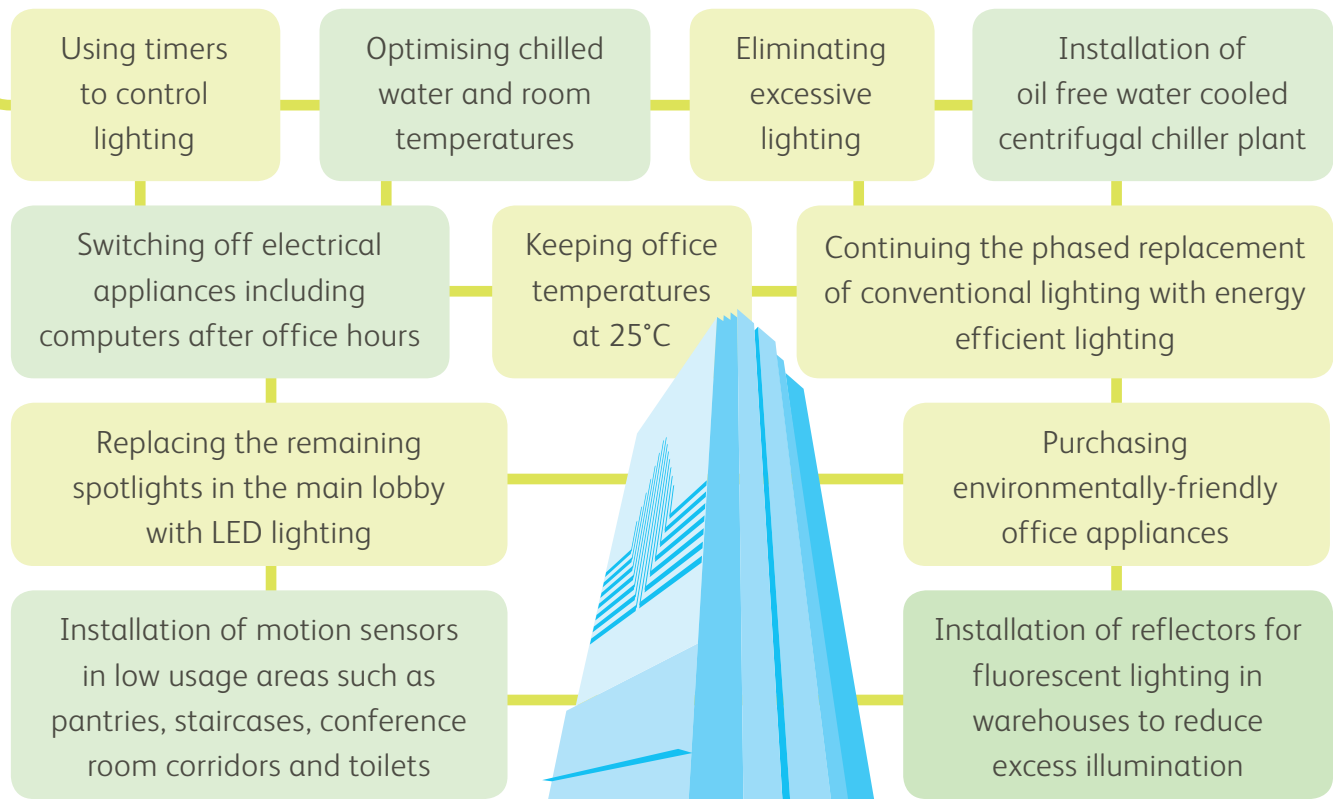 Using timers
to control
lighting
Optimising chilled
water and room
temperatures
Eliminating
excessive
lighting
Installation of
oil free water cooled
centrifugal chiller plant
Switching off electrical
appliances including
computers after office hours
Keeping office
temperatures
at 25°C
Continuing the phased replacement
of conventional lighting with energy
efficient lighting
Replacing the remaining
spotlights in the main lobby
with LED lighting
Purchasing
environmentally-friendly
office appliances
Installation of motion sensors
in low usage areas such as
pantries, staircases, conference
room corridors and toilets
Installation of reflectors for
fluorescent lighting in
warehouses to reduce
excess illumination